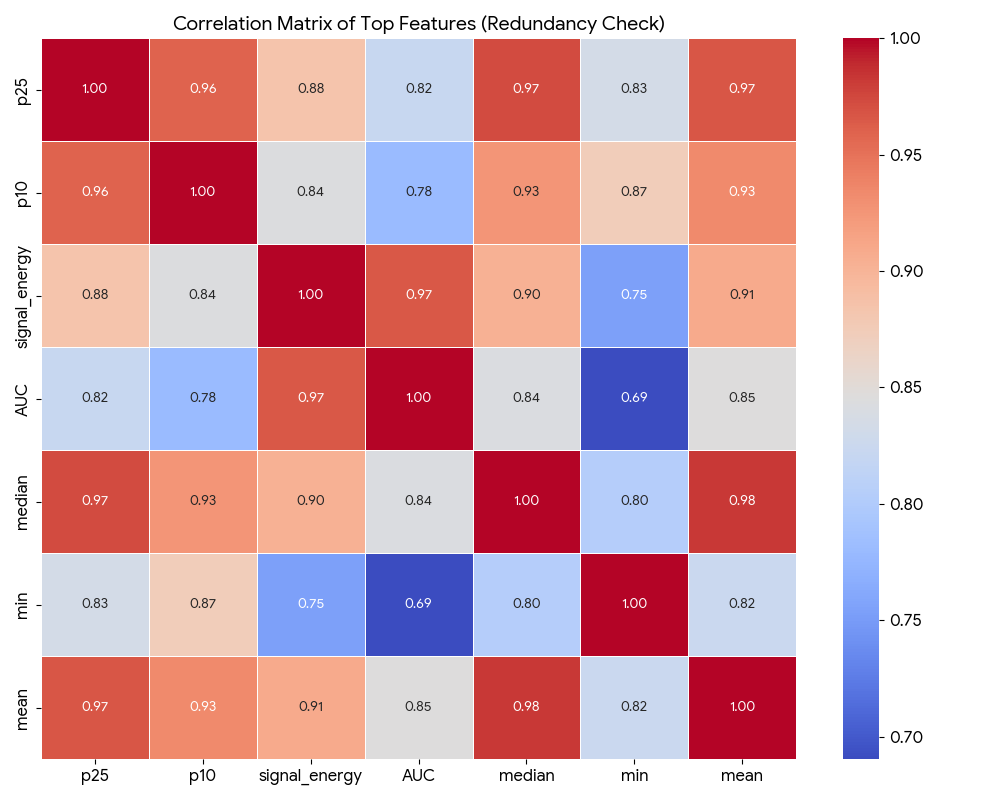 Correlation Matrix of Top Features (Redundancy Check)
p25 1.00 0.96 0.88 0.82 0.97 0.83 0.97
p10 0.96 1.00 0.84 0.78 0.93 0.87 0.93
signal_energy 0.88 0.84 1.00 0.97 0.90 0.75 0.91
AUC 0.82 0.78 0.97 1.00 0.84 0.69 0.85
median 0.97 0.93 0.90 0.84 1.00 0.80 0.98
min 0.83 0.87 0.75 0.69 0.80 1.00 0.82
mean 0.97 0.93 0.91 0.85 0.98 0.82 1.00
p25 p10 signal_energy AUC median min mean
1.00
0.95
0.90
0.85
0.80
0.75
0.70